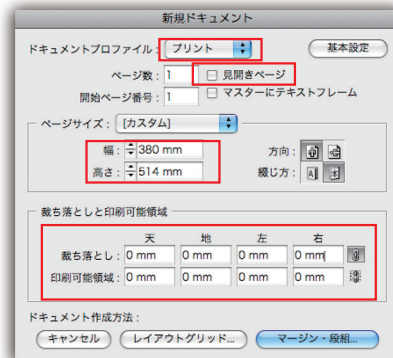 新規ドキュメント
ドキュメントプロファイル： プリント 基本設定
ページ数： 1 見開きページ
開始ページ番号： 1 マスターにテキストフレーム
ページサイズ： [カスタム]
幅： 380 mm 方向：
高さ： 514 mm 綴じ方：
裁ち落としと印刷可能領域
天 地 左 右
裁ち落とし： 0 mm 0 mm 0 mm 0 mm
印刷可能領域： 0 mm 0 mm 0 mm 0 mm
ドキュメント作成方法：
キャンセル レイアウトグリッド... マージン・段組...